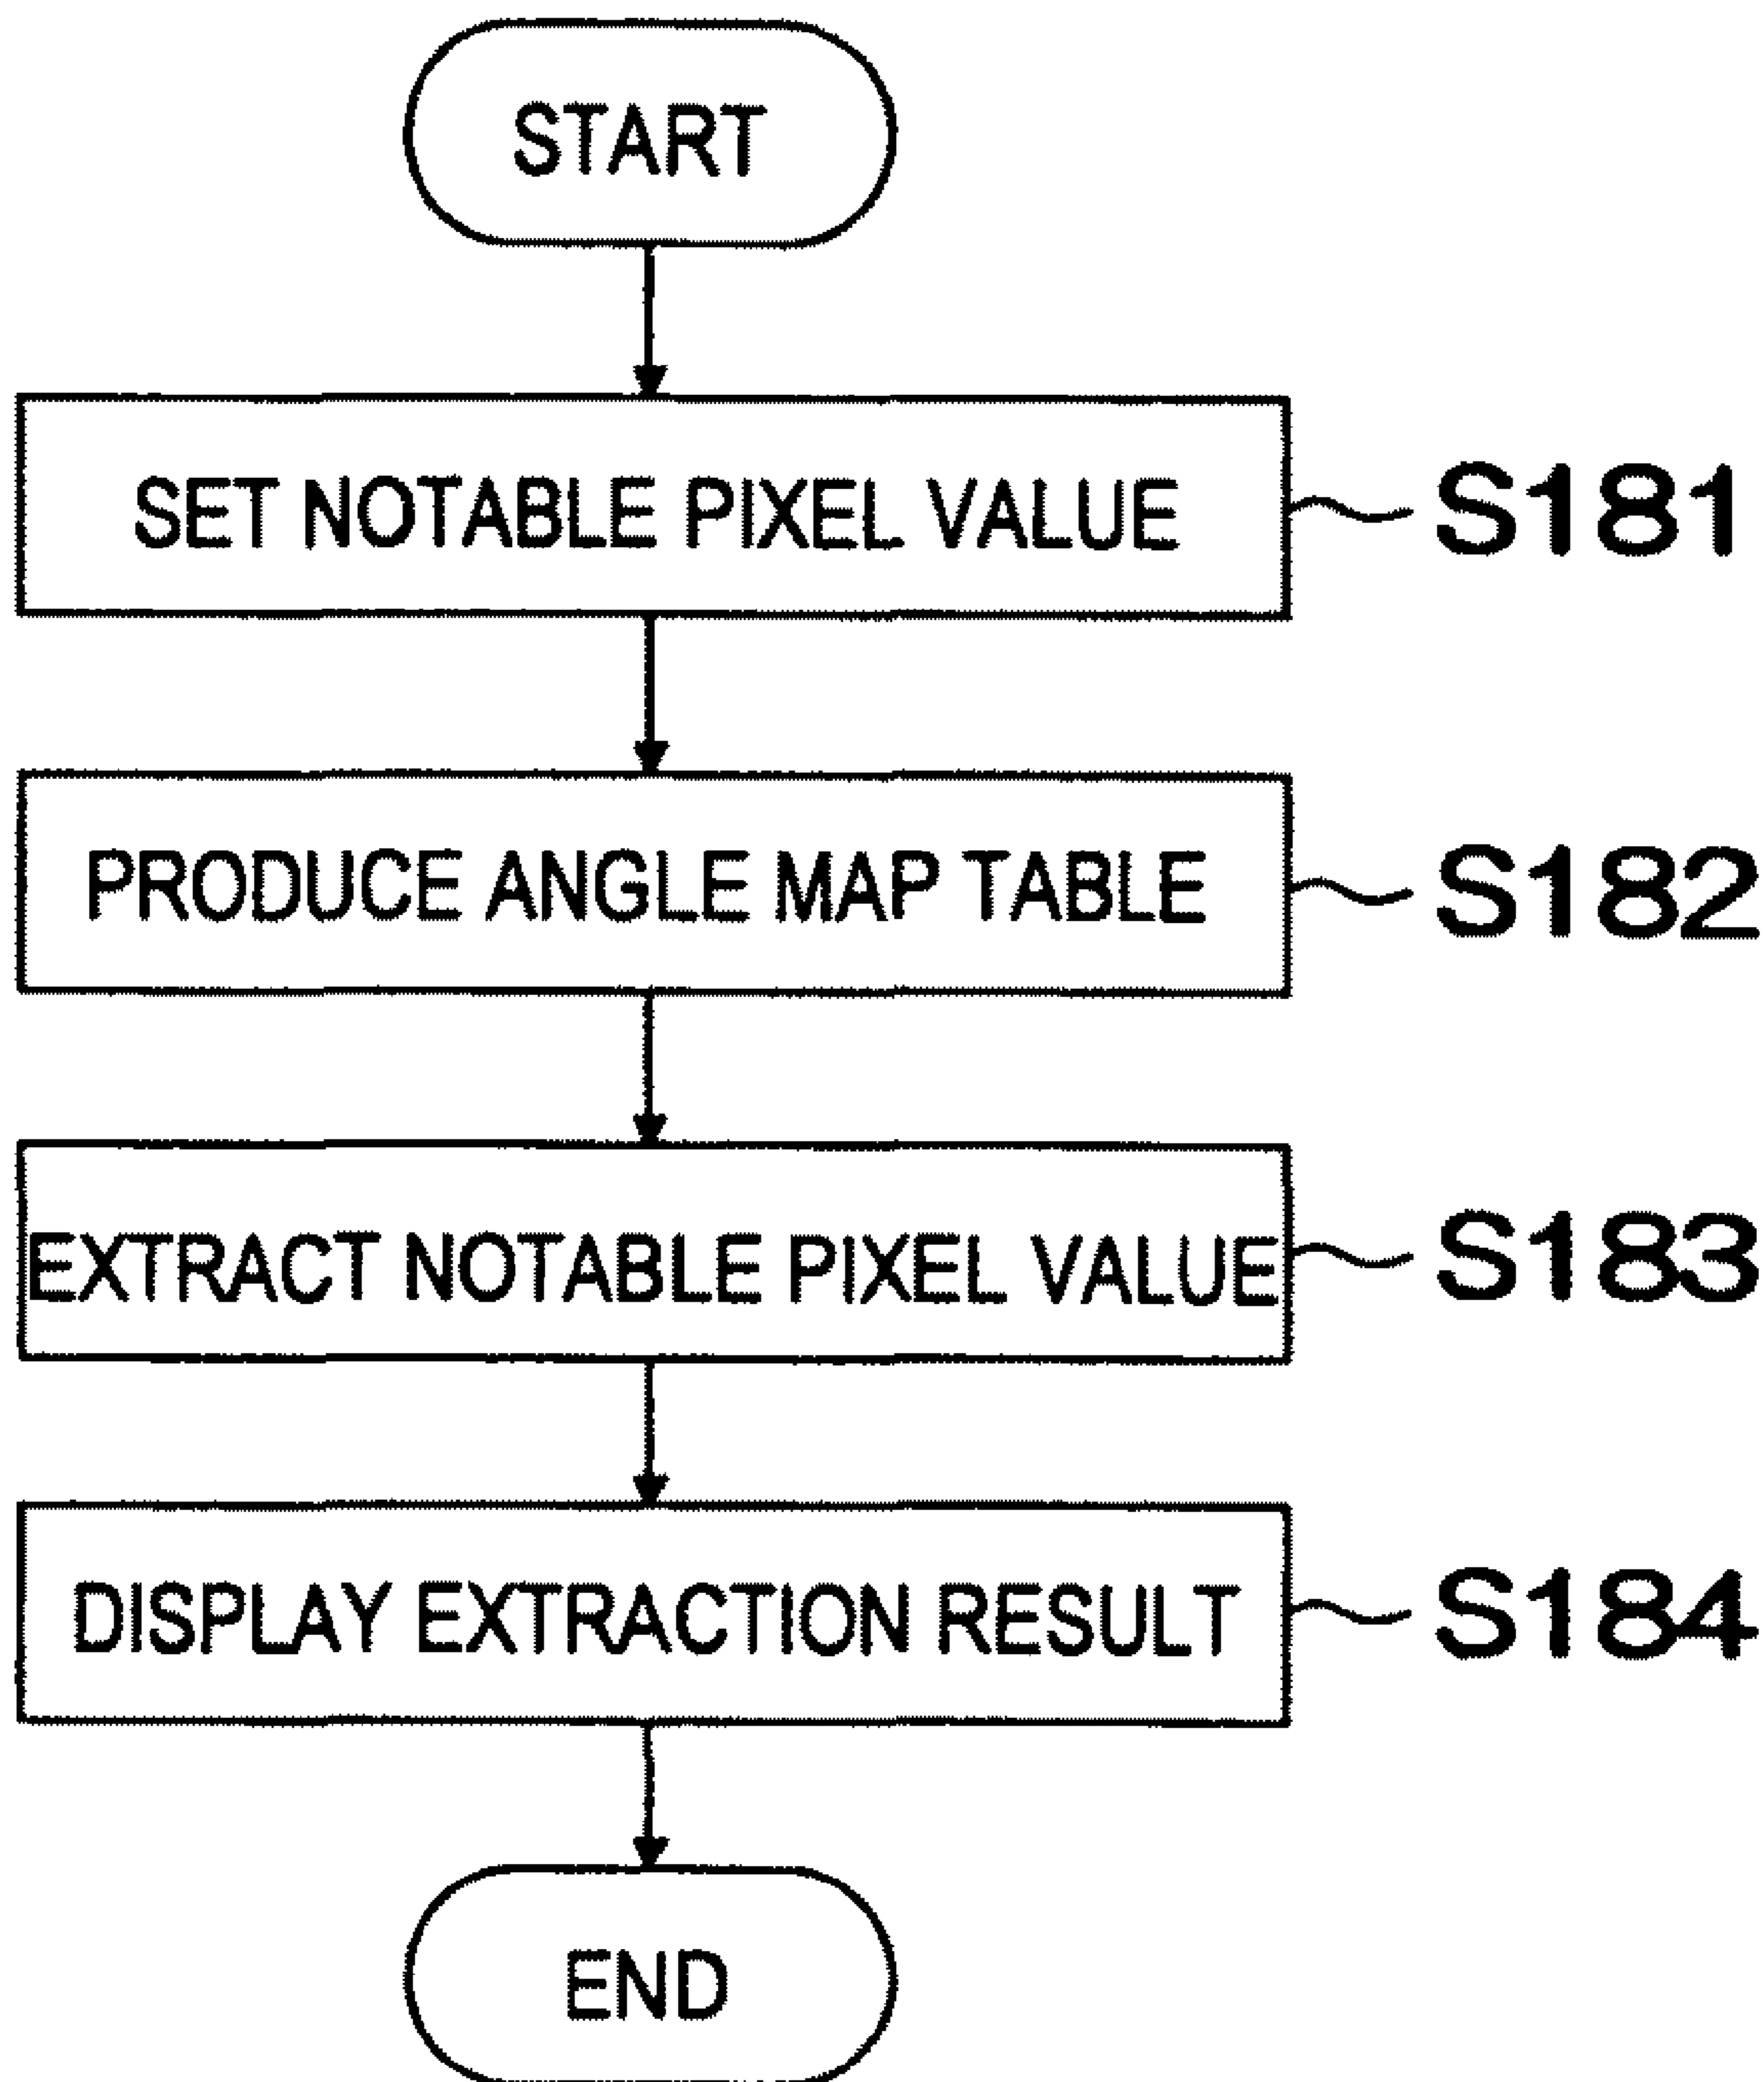 START
SET NOTABLE PIXEL VALUE S181
PRODUCE ANGLE MAP TABLE S182
EXTRACT NOTABLE PIXEL VALUE S183
DISPLAY EXTRACTION RESULT S184
END